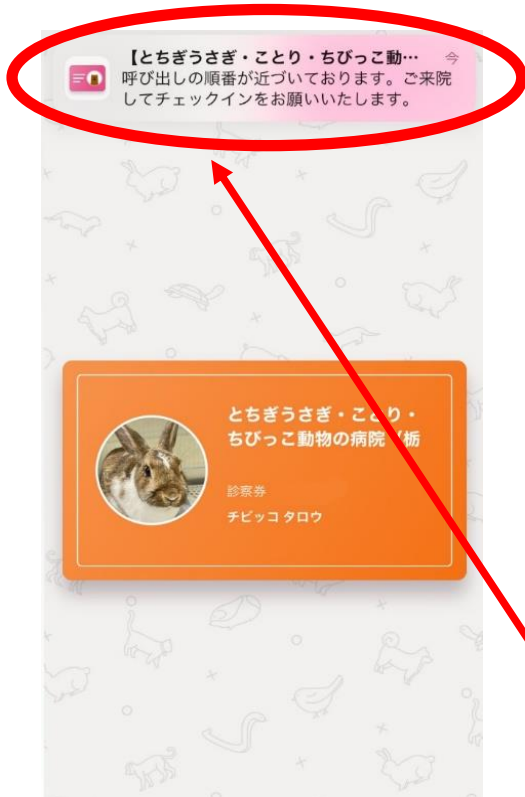 【とちぎうさぎ・ことり・ちびっこ動… 今
呼び出しの順番が近づいております。ご来院
してチェックインをお願いいたします。
とちぎうさぎ・ことり・
ちびっこ動物の病院（栃
診察券
チビッコ タロウ